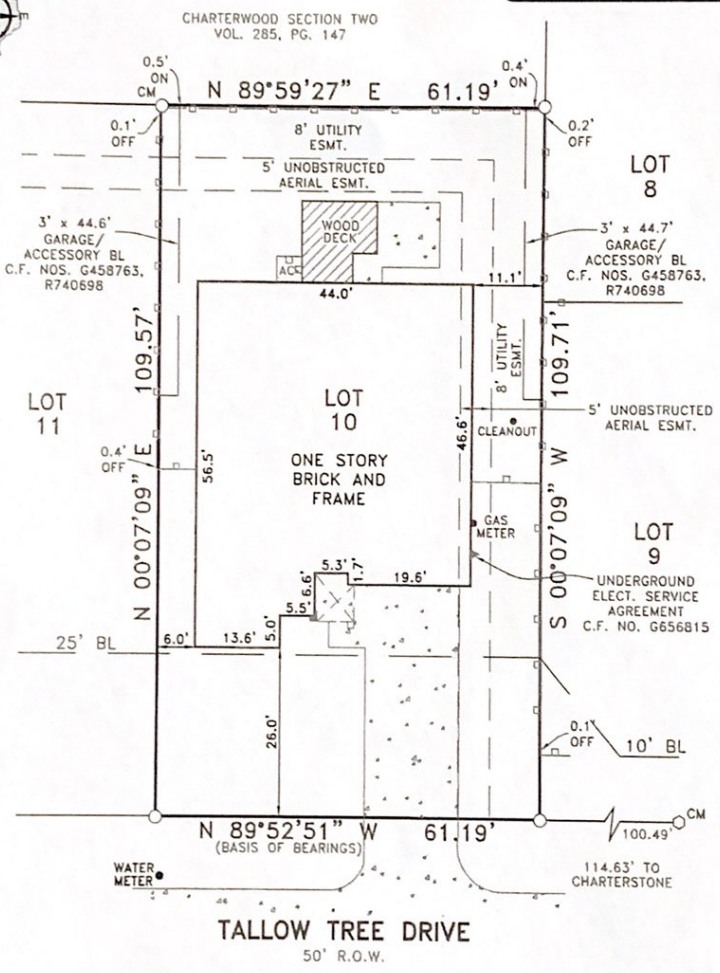 CHARTERWOOD SECTION TWO
VOL. 285, PG. 147
E
0.5'
ON
CM
N 89°59'27" E 61.19'
0.4'
ON
0.1'
OFF
0.2'
OFF
8' UTILITY
ESMT.
5' UNOBSTRUCTED
AERIAL ESMT.
LOT
8
WOOD
DECK
AC
3' x 44.6'
GARAGE/
ACCESSORY BL
C.F. NOS. G458763,
R740698
3' x 44.7'
GARAGE/
ACCESSORY BL
C.F. NOS. G458763,
R740698
44.0'
11.1'
N 00°07'09" E 109.57'
S 00°07'09" W 109.71'
8' UTILITY
ESMT.
LOT
11
LOT
10
ONE STORY
BRICK AND
FRAME
5' UNOBSTRUCTED
AERIAL ESMT.
CLEANOUT
46.6'
56.5'
0.4'
OFF
GAS
METER
LOT
9
UNDERGROUND
ELECT. SERVICE
AGREEMENT
C.F. NO. G656815
5.3'
1.7'
19.6'
6.6'
5.5'
5.0'
25' BL
6.0'
13.6'
26.0'
0.1'
OFF
10' BL
N 89°52'51" W 61.19'
(BASIS OF BEARINGS)
CM
100.49'
WATER
METER
114.63' TO
CHARTERSTONE
TALLOW TREE DRIVE
50' R.O.W.